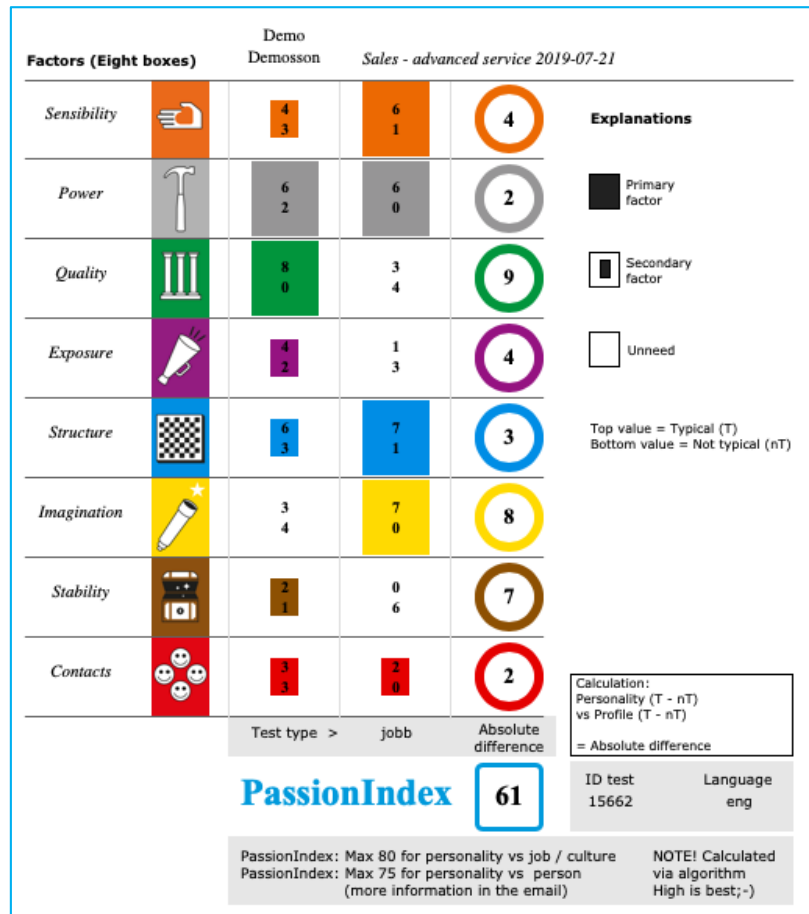 Factors (Eight boxes)
Demo
Demosson
Sales - advanced service 2019-07-21
Sensibility
4
3
6
1
4
Power
6
2
6
0
2
Quality
8
0
3
4
9
Exposure
4
2
1
3
4
Structure
6
3
7
1
3
Imagination
3
4
7
0
8
Stability
2
1
0
6
7
Contacts
3
3
2
0
2
Test type >
jobb
Absolute
difference
PassionIndex
61
Explanations
Primary
factor
Secondary
factor
Unneed
Top value = Typical (T)
Bottom value = Not typical (nT)
Calculation:
Personality (T - nT)
vs Profile (T - nT)
= Absolute difference
ID test
15662
Language
eng
PassionIndex: Max 80 for personality vs job / culture
PassionIndex: Max 75 for personality vs  person
(more information in the email)
NOTE! Calculated
via algorithm
High is best;-)